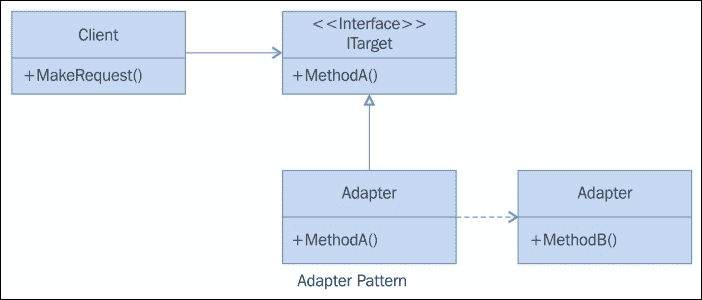 Client
+MakeRequest()
<<Interface>>
ITarget
+MethodA()
Adapter
+MethodA()
Adapter
+MethodB()
Adapter Pattern